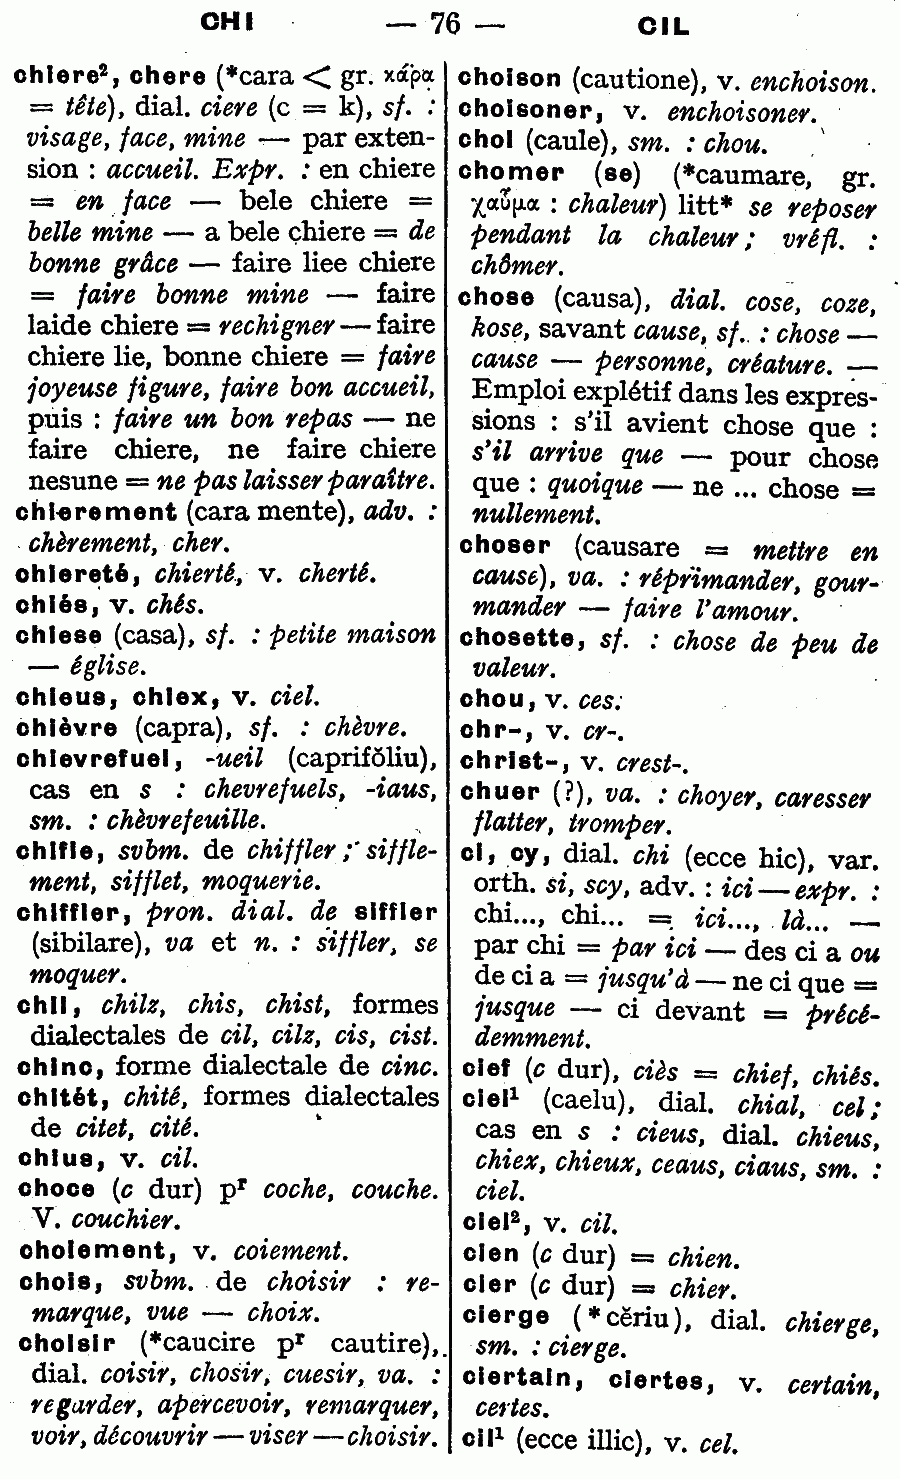 CHI — 76 — CIL
chiere², chere (*cara < gr. κάρα
= tête), dial. ciere (c = k), sf. :
visage, face, mine — par exten-
sion : accueil. Expr. : en chiere
= en face — bele chiere =
belle mine — a bele chiere = de
bonne grâce — faire liee chiere
= faire bonne mine — faire
laide chiere = rechigner — faire
chiere lie, bonne chiere = faire
joyeuse figure, faire bon accueil,
puis : faire un bon repas — ne
faire chiere, ne faire chiere
nesune = ne pas laisser paraître.
chierement (cara mente), adv. :
chèrement, cher.
chiereté, chierté, v. cherté.
chiés, v. chés.
chiese (casa), sf. : petite maison
— église.
chieus, chiex, v. ciel.
chièvre (capra), sf. : chèvre.
chievrefuel, -ueil (caprifŏliu),
cas en s : chevrefuels, -iaus,
sm. : chèvrefeuille.
chifle, svbm. de chiffler ; siffle-
ment, sifflet, moquerie.
chiffler, pron. dial. de siffler
(sibilare), va et n. : siffler, se
moquer.
chil, chilz, chis, chist, formes
dialectales de cil, cilz, cis, cist.
chinc, forme dialectale de cinc.
chitét, chité, formes dialectales
de citet, cité.
chius, v. cil.
choce (c dur) pʳ coche, couche.
V. couchier.
choiement, v. coiement.
chois, svbm. de choisir : re-
marque, vue — choix.
choisir (*caucire pʳ cautire),
dial. coisir, chosir, cuesir, va. :
regarder, apercevoir, remarquer,
voir, découvrir — viser — choisir.
choison (cautione), v. enchoison.
choisoner, v. enchoisoner.
chol (caule), sm. : chou.
chomer (se) (*caumare, gr.
χαῦμα : chaleur) litt* se reposer
pendant la chaleur ; vréfl. :
chômer.
chose (causa), dial. cose, coze,
kose, savant cause, sf. : chose —
cause — personne, créature. —
Emploi explétif dans les expres-
sions : s'il avient chose que :
s'il arrive que — pour chose
que : quoique — ne ... chose =
nullement.
choser (causare = mettre en
cause), va. : réprimander, gour-
mander — faire l'amour.
chosette, sf. : chose de peu de
valeur.
chou, v. ces.
chr-, v. cr-.
christ-, v. crest-.
chuer (?), va. : choyer, caresser
flatter, tromper.
ci, cy, dial. chi (ecce hic), var.
orth. si, scy, adv. : ici — expr. :
chi..., chi... = ici..., là... —
par chi = par ici — des ci a ou
de ci a = jusqu'à — ne ci que =
jusque — ci devant = précé-
demment.
cief (c dur), ciès = chief, chiés.
ciel¹ (caelu), dial. chial, cel ;
cas en s : cieus, dial. chieus,
chiex, chieux, ceaus, ciaus, sm. :
ciel.
ciel², v. cil.
cien (c dur) = chien.
cier (c dur) = chier.
cierge (*cĕriu), dial. chierge,
sm. : cierge.
ciertain, ciertes, v. certain,
certes.
cil¹ (ecce illic), v. cel.